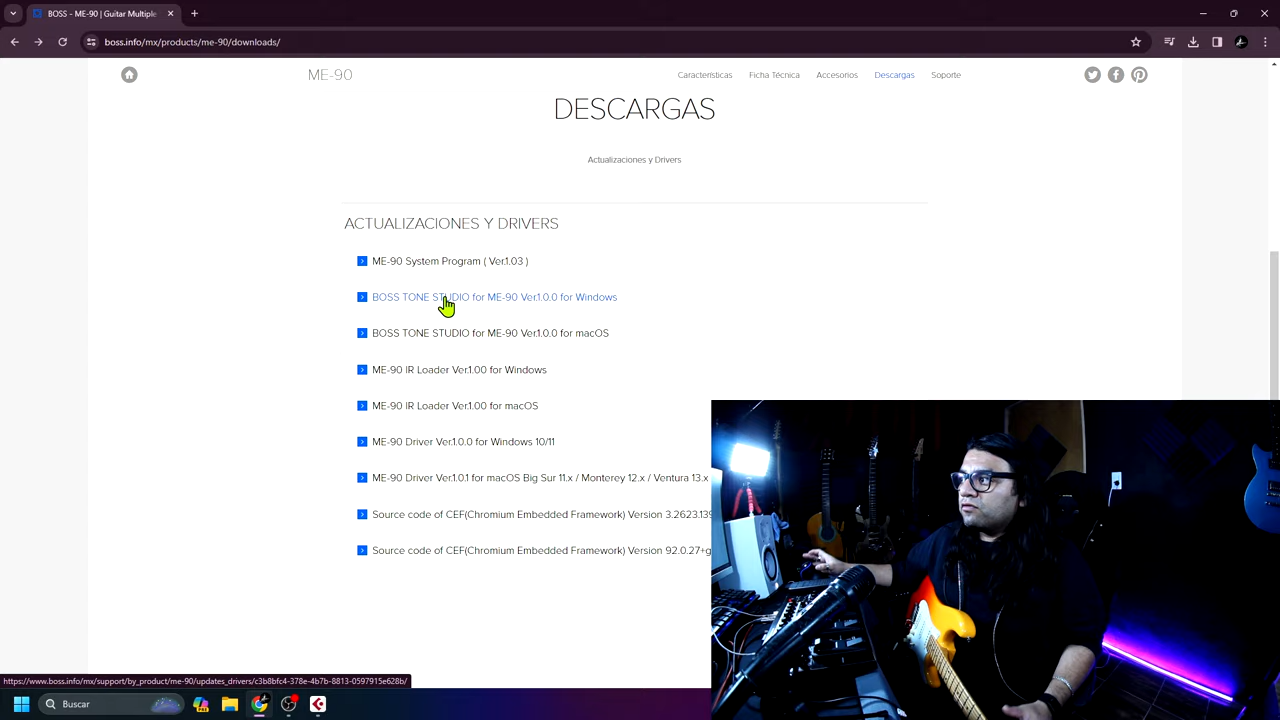 BOSS - ME-90 | Guitar Multiple
boss.info/mx/products/me-90/downloads/
ME-90
Características
Ficha Técnica
Accesorios
Descargas
Soporte
DESCARGAS
Actualizaciones y Drivers
ACTUALIZACIONES Y DRIVERS
ME-90 System Program ( Ver.1.03 )
BOSS TONE STUDIO for ME-90 Ver.1.0.0 for Windows
BOSS TONE STUDIO for ME-90 Ver.1.0.0 for macOS
ME-90 IR Loader Ver.1.00 for Windows
ME-90 IR Loader Ver.1.00 for macOS
ME-90 Driver Ver.1.0.0 for Windows 10/11
ME-90 Driver Ver.1.0.1 for macOS Big Sur 11.x / Monterey 12.x / Ventura 13.x
Source code of CEF(Chromium Embedded Framework) Version 3.2623.139
Source code of CEF(Chromium Embedded Framework) Version 92.0.27+g
https://www.boss.info/mx/support/by_product/me-90/updates_drivers/c3b8bfc4-378e-4b7b-8813-0597915e628b/
Buscar